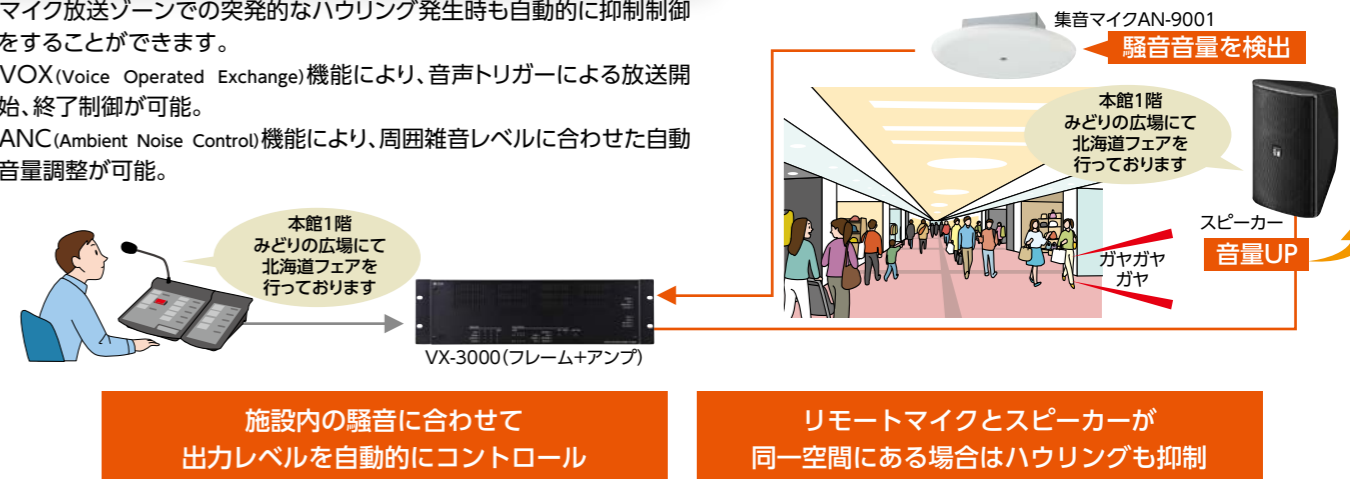 マイク放送ゾーンでの突発的なハウリング発生時も自動的に抑制制御
をすることができます。
VOX(Voice Operated Exchange)機能により、音声トリガーによる放送開
始、終了制御が可能。
ANC(Ambient Noise Control)機能により、周囲雑音レベルに合わせた自動
音量調整が可能。
集音マイクAN-9001
騒音音量を検出
本館1階
みどりの広場にて
北海道フェアを
行っております
スピーカー
音量UP
ガヤガヤ
ガヤ
本館1階
みどりの広場にて
北海道フェアを
行っております
VX-3000(フレーム+アンプ)
施設内の騒音に合わせて
出力レベルを自動的にコントロール
リモートマイクとスピーカーが
同一空間にある場合はハウリングも抑制